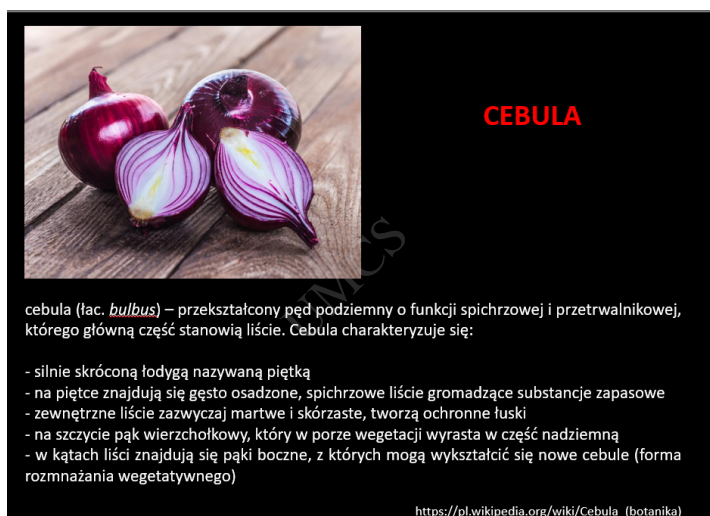 CEBULA
UMCS
cebula (łac. bulbus) – przekształcony pęd podziemny o funkcji spichrzowej i przetrwalnikowej,
którego główną część stanowią liście. Cebula charakteryzuje się:
- silnie skróconą łodygą nazywaną piętką
- na piętce znajdują się gęsto osadzone, spichrzowe liście gromadzące substancje zapasowe
- zewnętrzne liście zazwyczaj martwe i skórzaste, tworzą ochronne łuski
- na szczycie pąk wierzchołkowy, który w porze wegetacji wyrasta w część nadziemną
- w kątach liści znajdują się pąki boczne, z których mogą wykształcić się nowe cebule (forma
rozmnażania wegetatywnego)
https://pl.wikipedia.org/wiki/Cebula_(botanika)